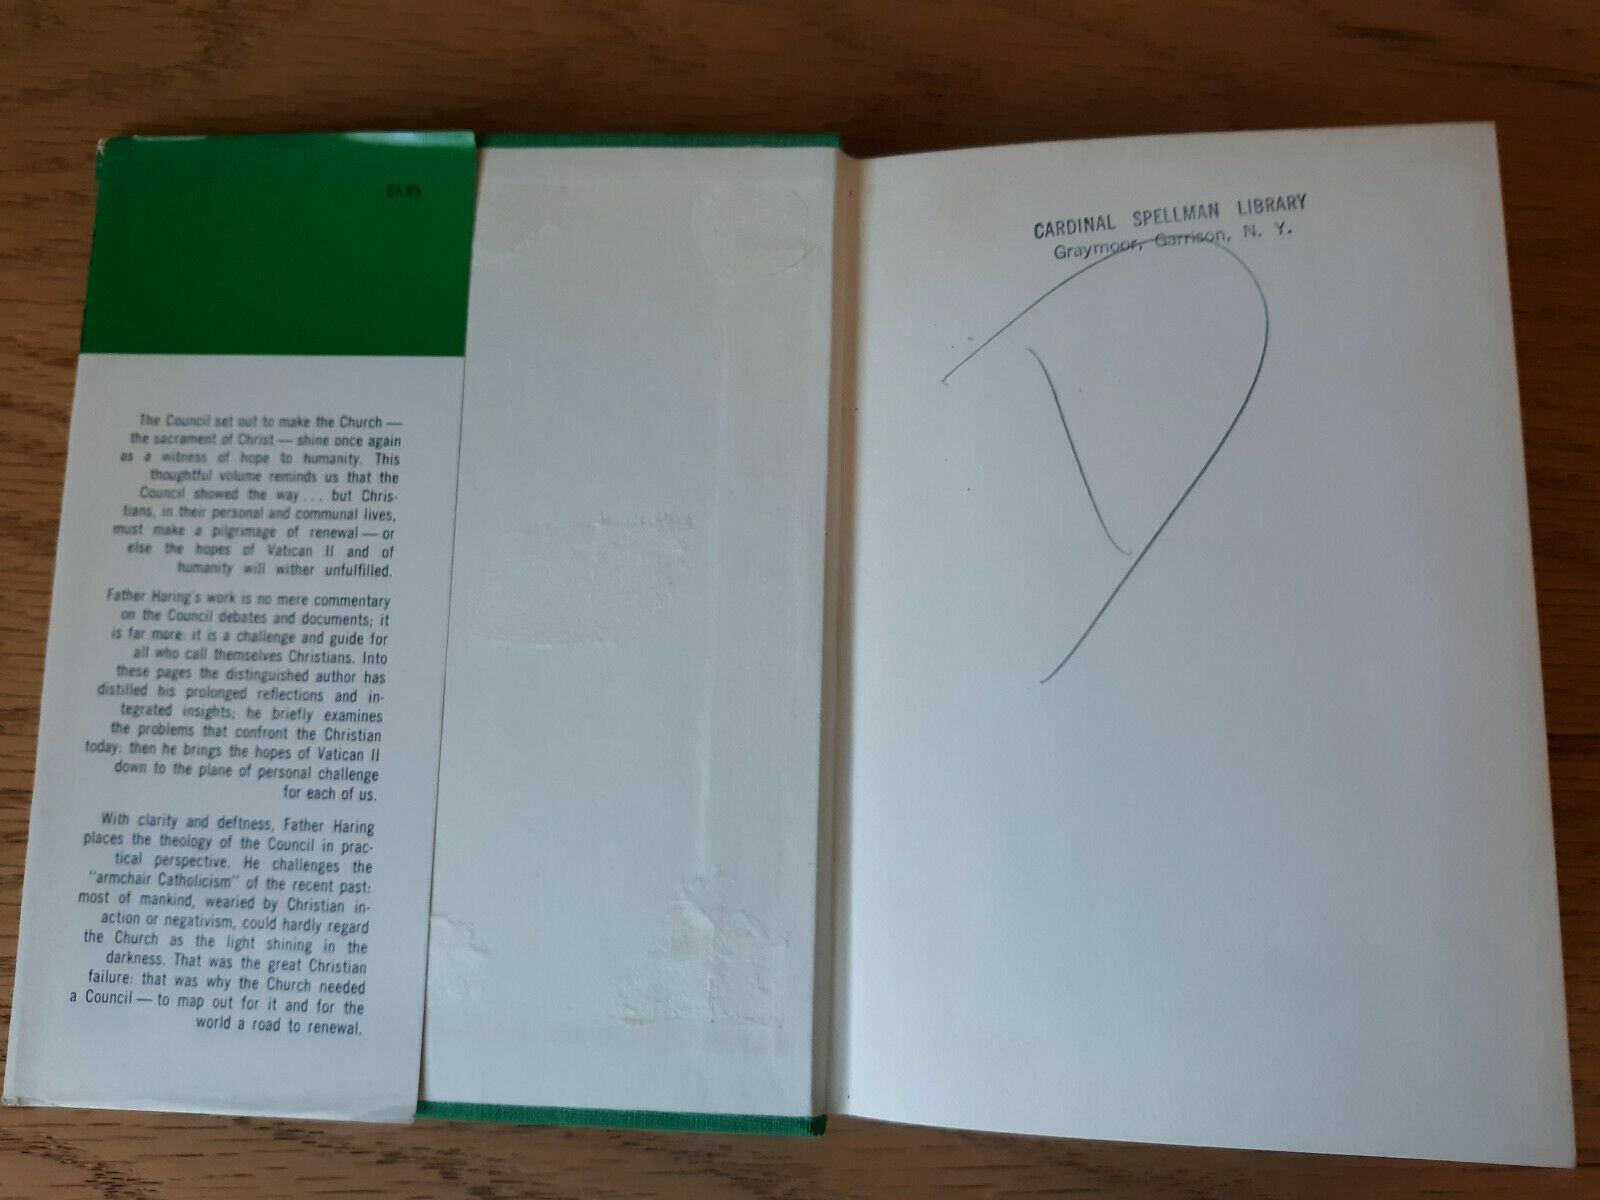 $3.95
The Council set out to make the Church —
the sacrament of Christ — shine once again
as a witness of hope to humanity. This
thoughtful volume reminds us that the
Council showed the way ... but Chris-
tians, in their personal and communal lives,
must make a pilgrimage of renewal — or
else the hopes of Vatican II and of
humanity will wither unfulfilled.
Father Haring's work is no mere commentary
on the Council debates and documents; it
is far more: it is a challenge and guide for
all who call themselves Christians. Into
these pages the distinguished author has
distilled his prolonged reflections and in-
tegrated insights; he briefly examines
the problems that confront the Christian
today; then he brings the hopes of Vatican II
down to the plane of personal challenge
for each of us.
With clarity and deftness, Father Haring
places the theology of the Council in prac-
tical perspective. He challenges the
"armchair Catholicism" of the recent past:
most of mankind, wearied by Christian in-
action or negativism, could hardly regard
the Church as the light shining in the
darkness. That was the great Christian
failure: that was why the Church needed
a Council — to map out for it and for the
world a road to renewal.
CARDINAL SPELLMAN LIBRARY
Graymoor, Garrison, N. Y.
D